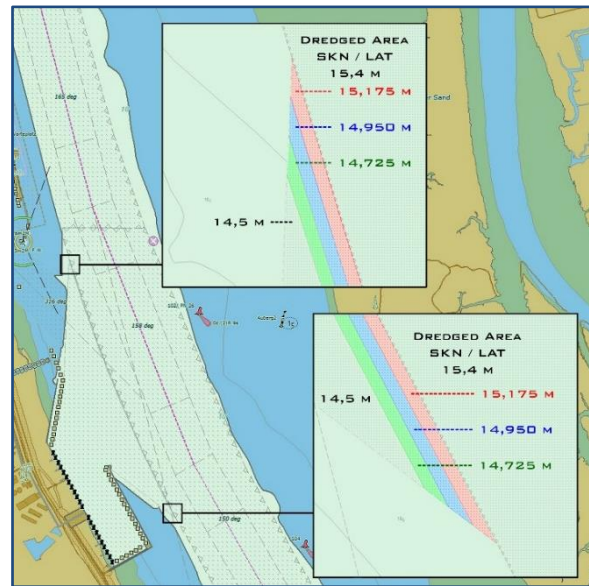 Dredged Area
SKN / LAT
15,4 m
15,175 m
14,950 m
14,725 m
14,5 m
165 deg
158 deg
150 deg
Dredged Area
SKN / LAT
15,4 m
15,175 m
14,950 m
14,725 m
14,5 m